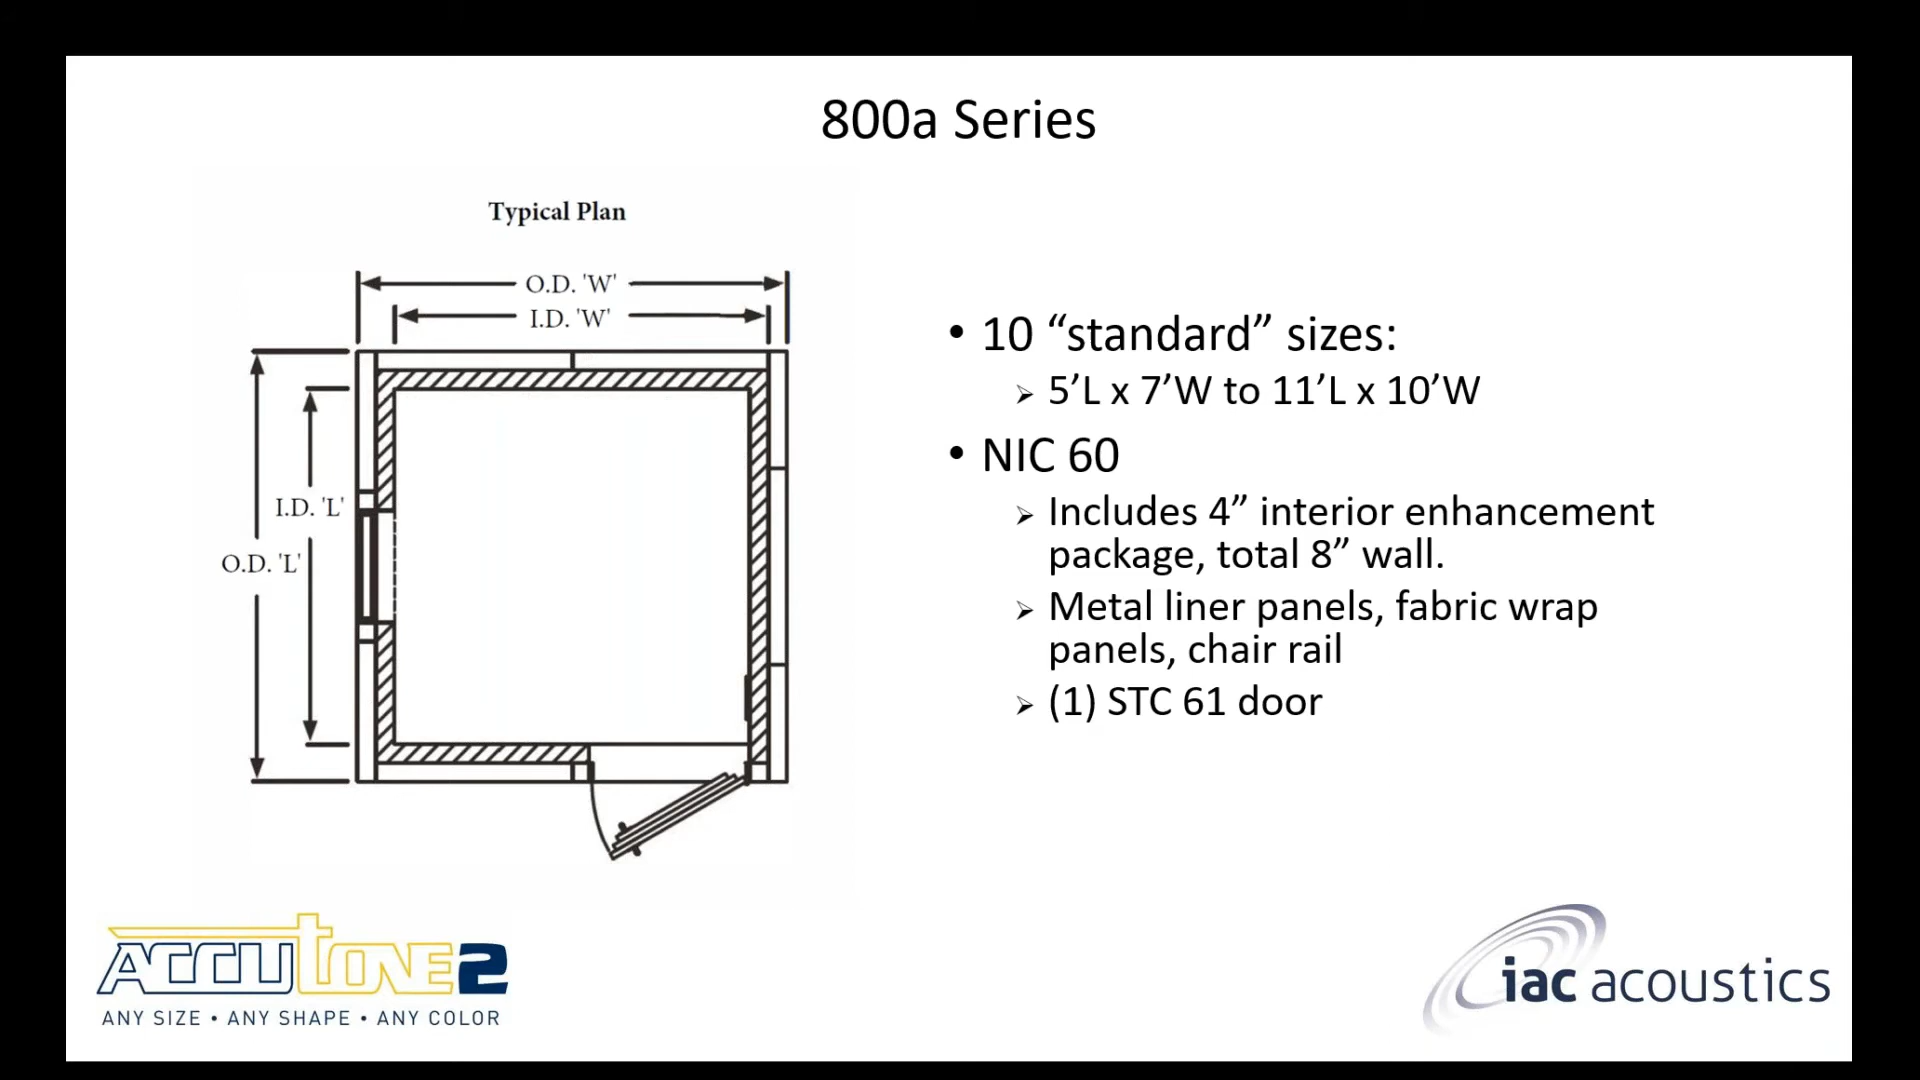 800a Series
Typical Plan
O.D. 'W'
I.D. 'W'
I.D. 'L'
O.D. 'L'
• 10 “standard” sizes:
➢ 5’L x 7’W to 11’L x 10’W
• NIC 60
➢ Includes 4” interior enhancement
package, total 8” wall.
➢ Metal liner panels, fabric wrap
panels, chair rail
➢ (1) STC 61 door
ACCUTONE2
ANY SIZE • ANY SHAPE • ANY COLOR
iac acoustics